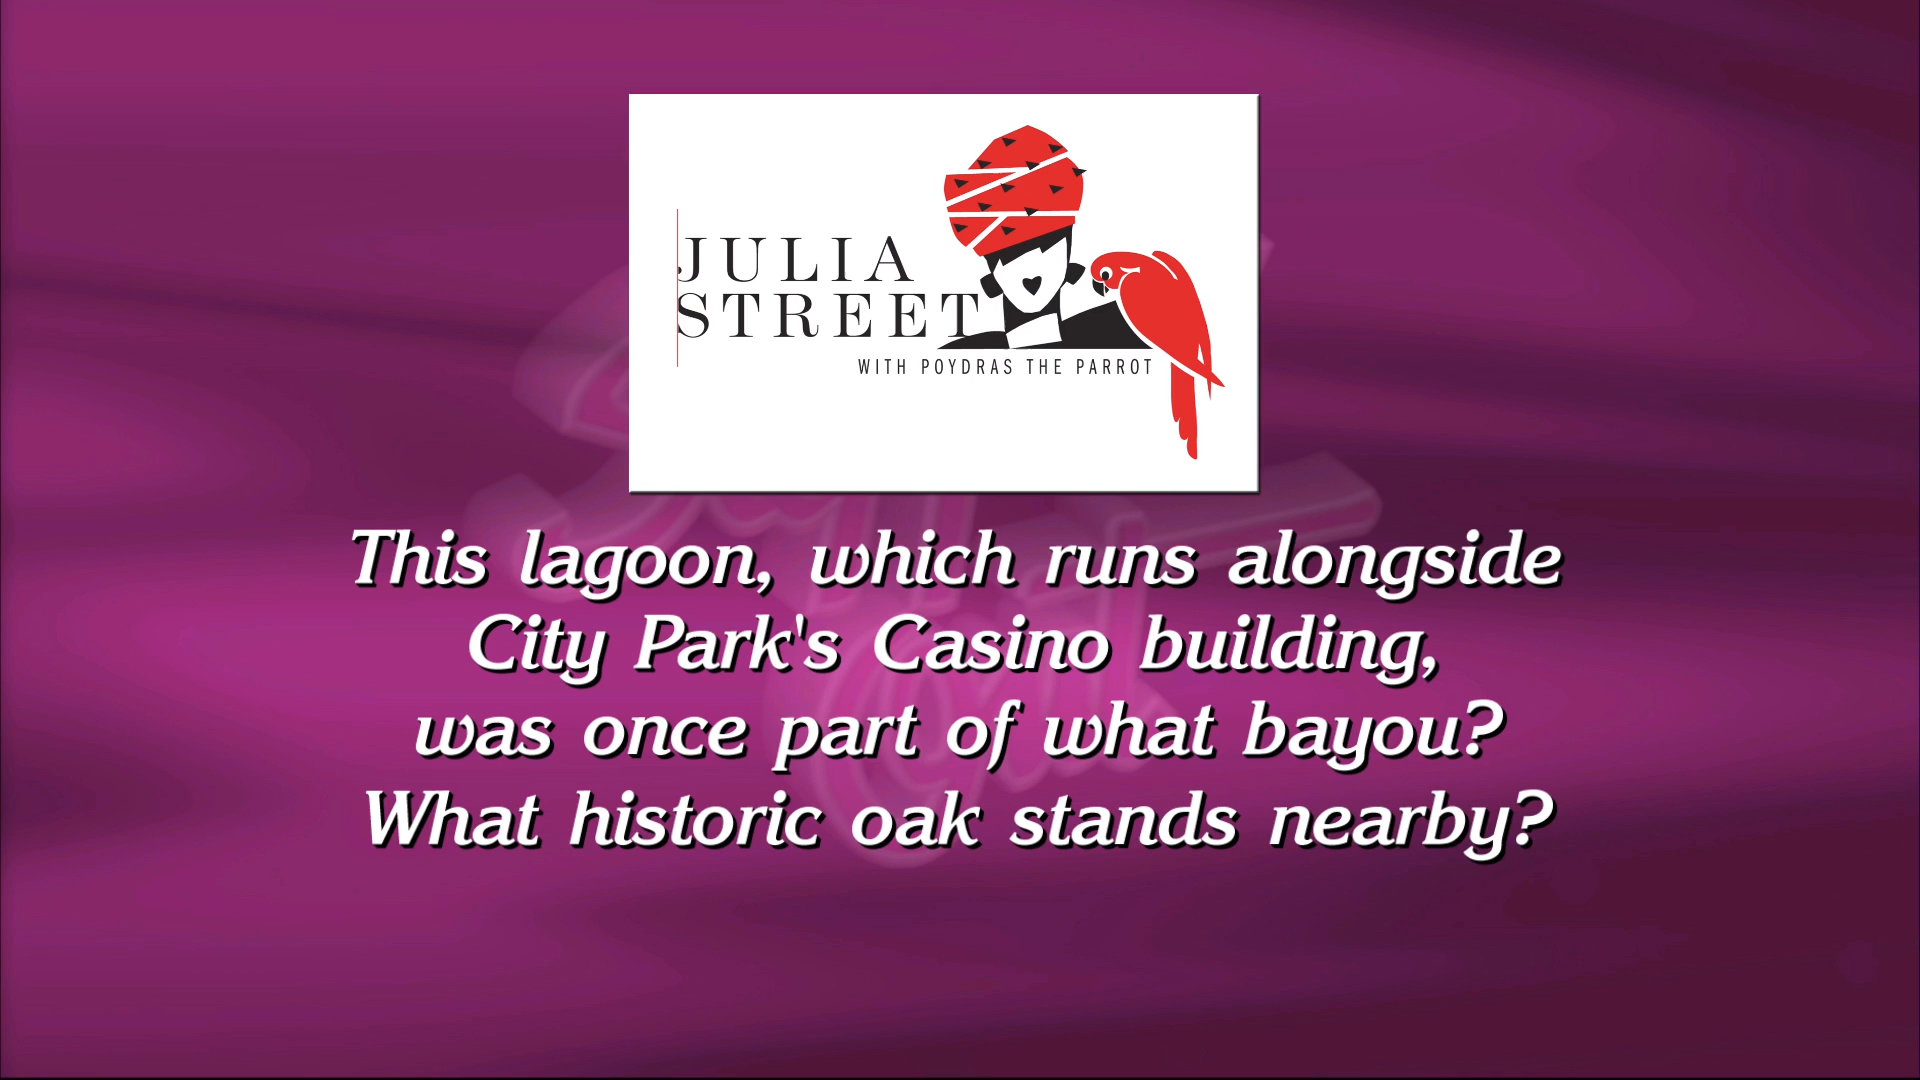 JULIA
STREET
WITH POYDRAS THE PARROT
This lagoon, which runs alongside
City Park's Casino building,
was once part of what bayou?
What historic oak stands nearby?